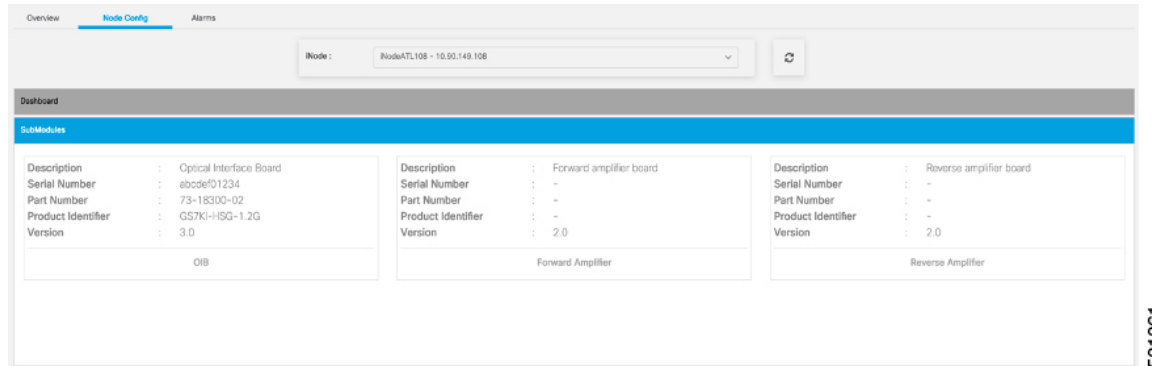 Overview Node Config Alarms
iNode : iNodeATL108 - 10.90.149.108
Dashboard
SubModules
Description : Optical Interface Board
Serial Number : abcdef01234
Part Number : 73-18300-02
Product Identifier : GS7KI-HSG-1.2G
Version : 3.0
OIB
Description : Forward amplifier board
Serial Number : -
Part Number : -
Product Identifier : -
Version : 2.0
Forward Amplifier
Description : Reverse amplifier board
Serial Number : -
Part Number : -
Product Identifier : -
Version : 2.0
Reverse Amplifier